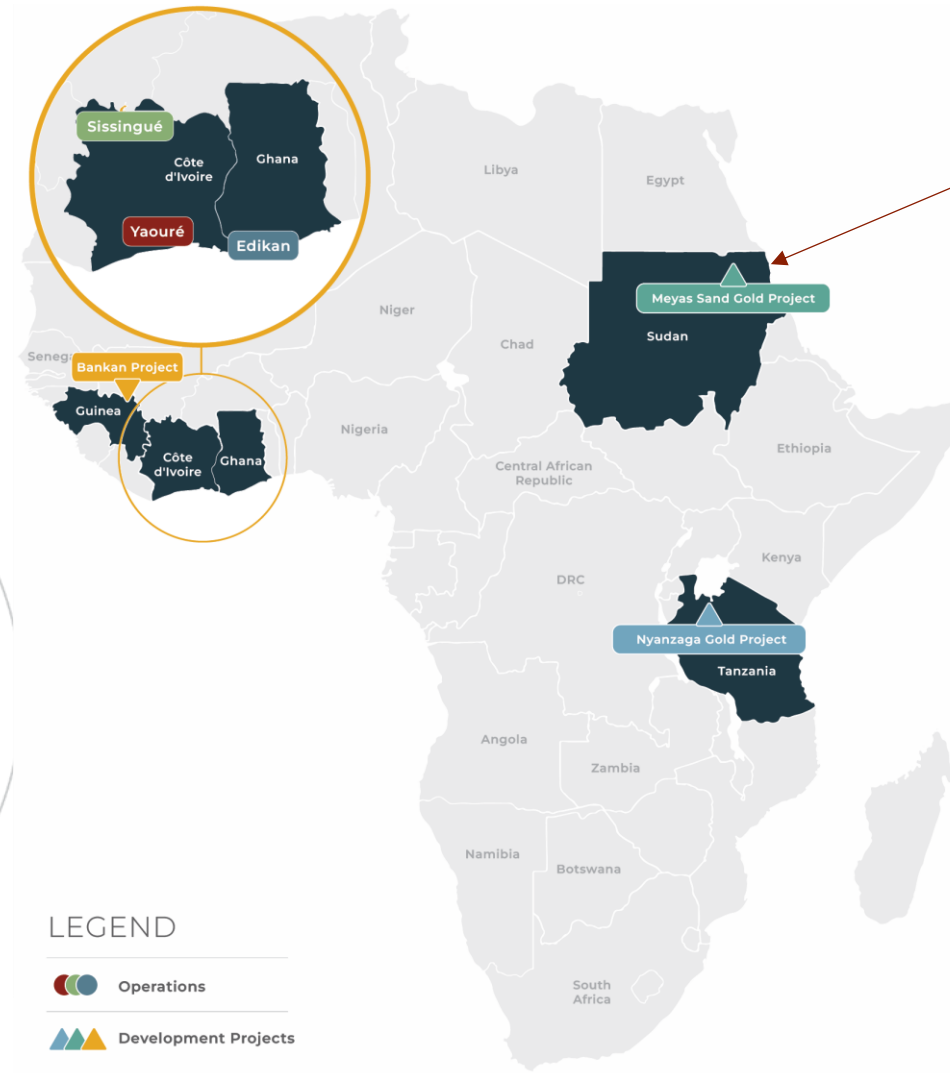 Sissingué
Côte
d'Ivoire
Ghana
Yaouré
Edikan
Libya
Egypt
Meyas Sand Gold Project
Sudan
Niger
Chad
Seneg
Bankan Project
Guinea
Côte
d'Ivoire
Ghana
Nigeria
Central African
Republic
Ethiopia
Kenya
DRC
Nyanzaga Gold Project
Tanzania
Angola
Zambia
Namibia
Botswana
South
Africa
LEGEND
Operations
Development Projects